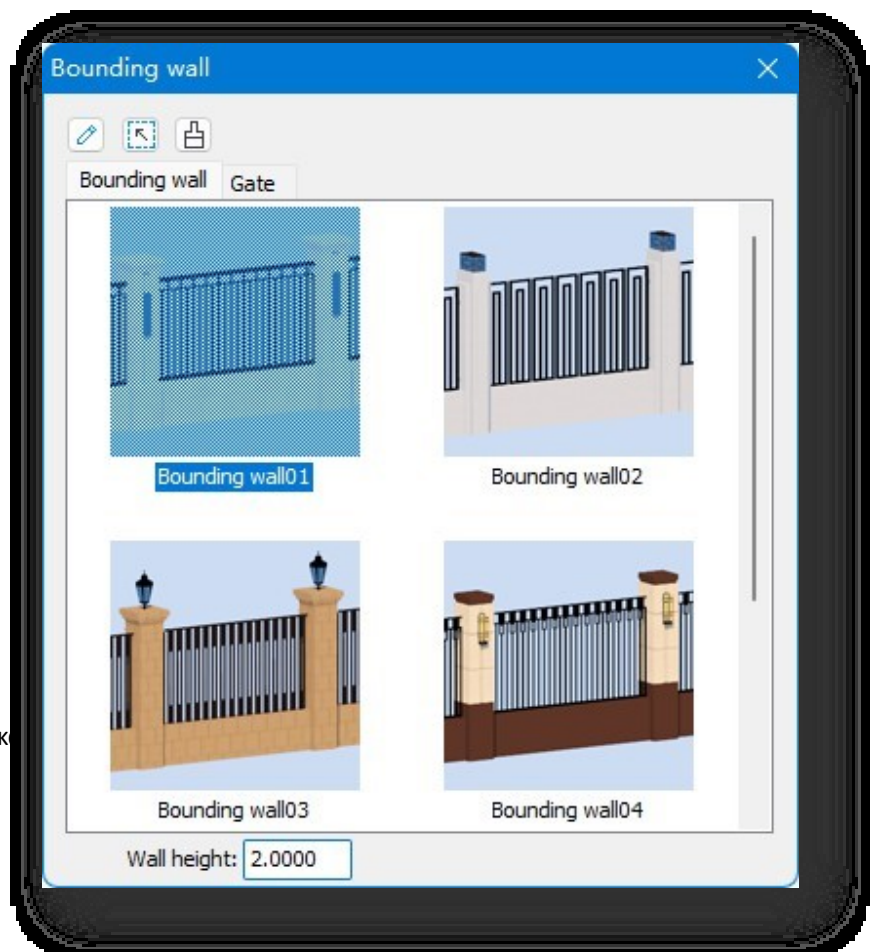 Bounding wall
Bounding wall Gate
Bounding wall01 Bounding wall02
Bounding wall03 Bounding wall04
Wall height: 2.0000